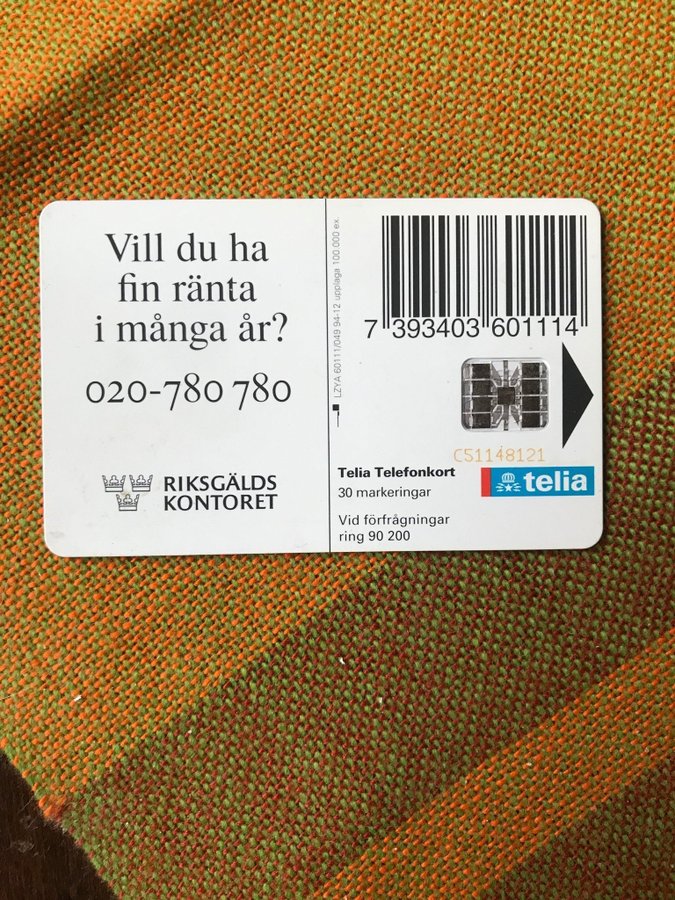 Vill du ha
fin ränta
i många år?
020-780 780
RIKSGÄLDS
KONTORET
LZYA 60111/049 94-12 upplaga 100.000 ex.
7 393403 601114
C51148121
Telia Telefonkort
30 markeringar
telia
Vid förfrågningar
ring 90 200